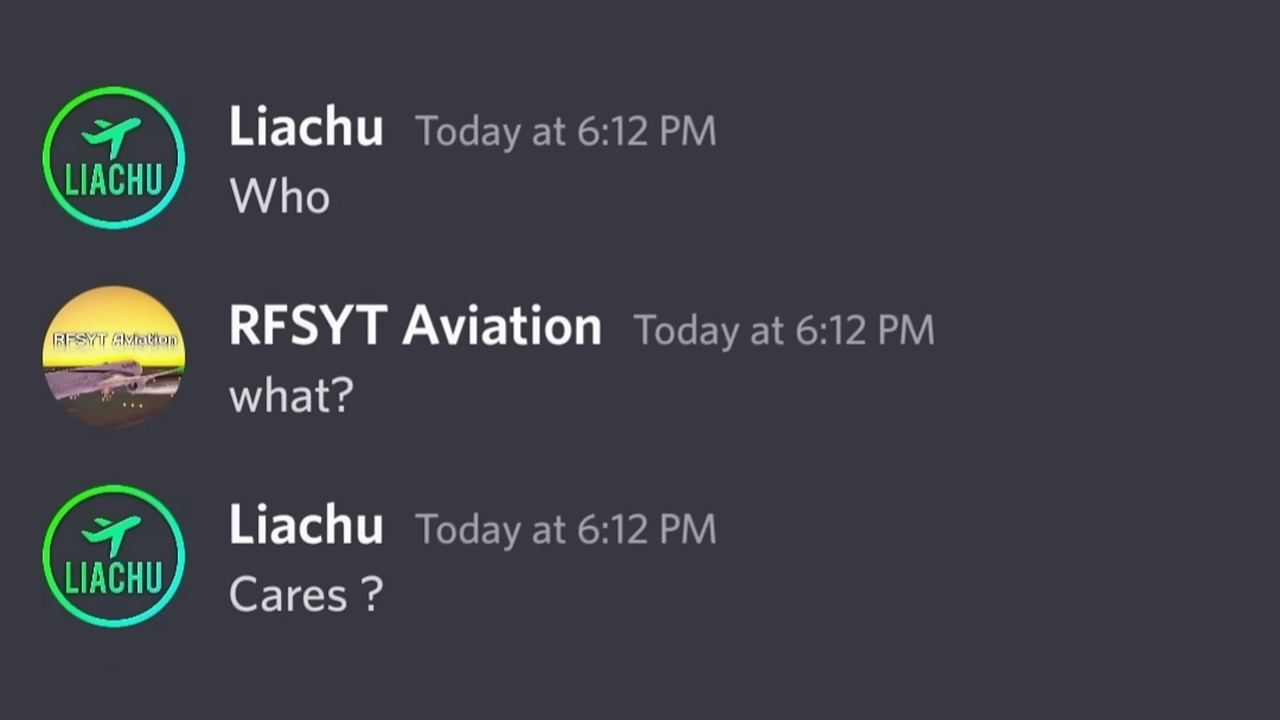 Liachu Today at 6:12 PM
LIACHU
Who
RFSYT Aviation Today at 6:12 PM
RFSYT Aviation
what?
Liachu Today at 6:12 PM
LIACHU
Cares ?